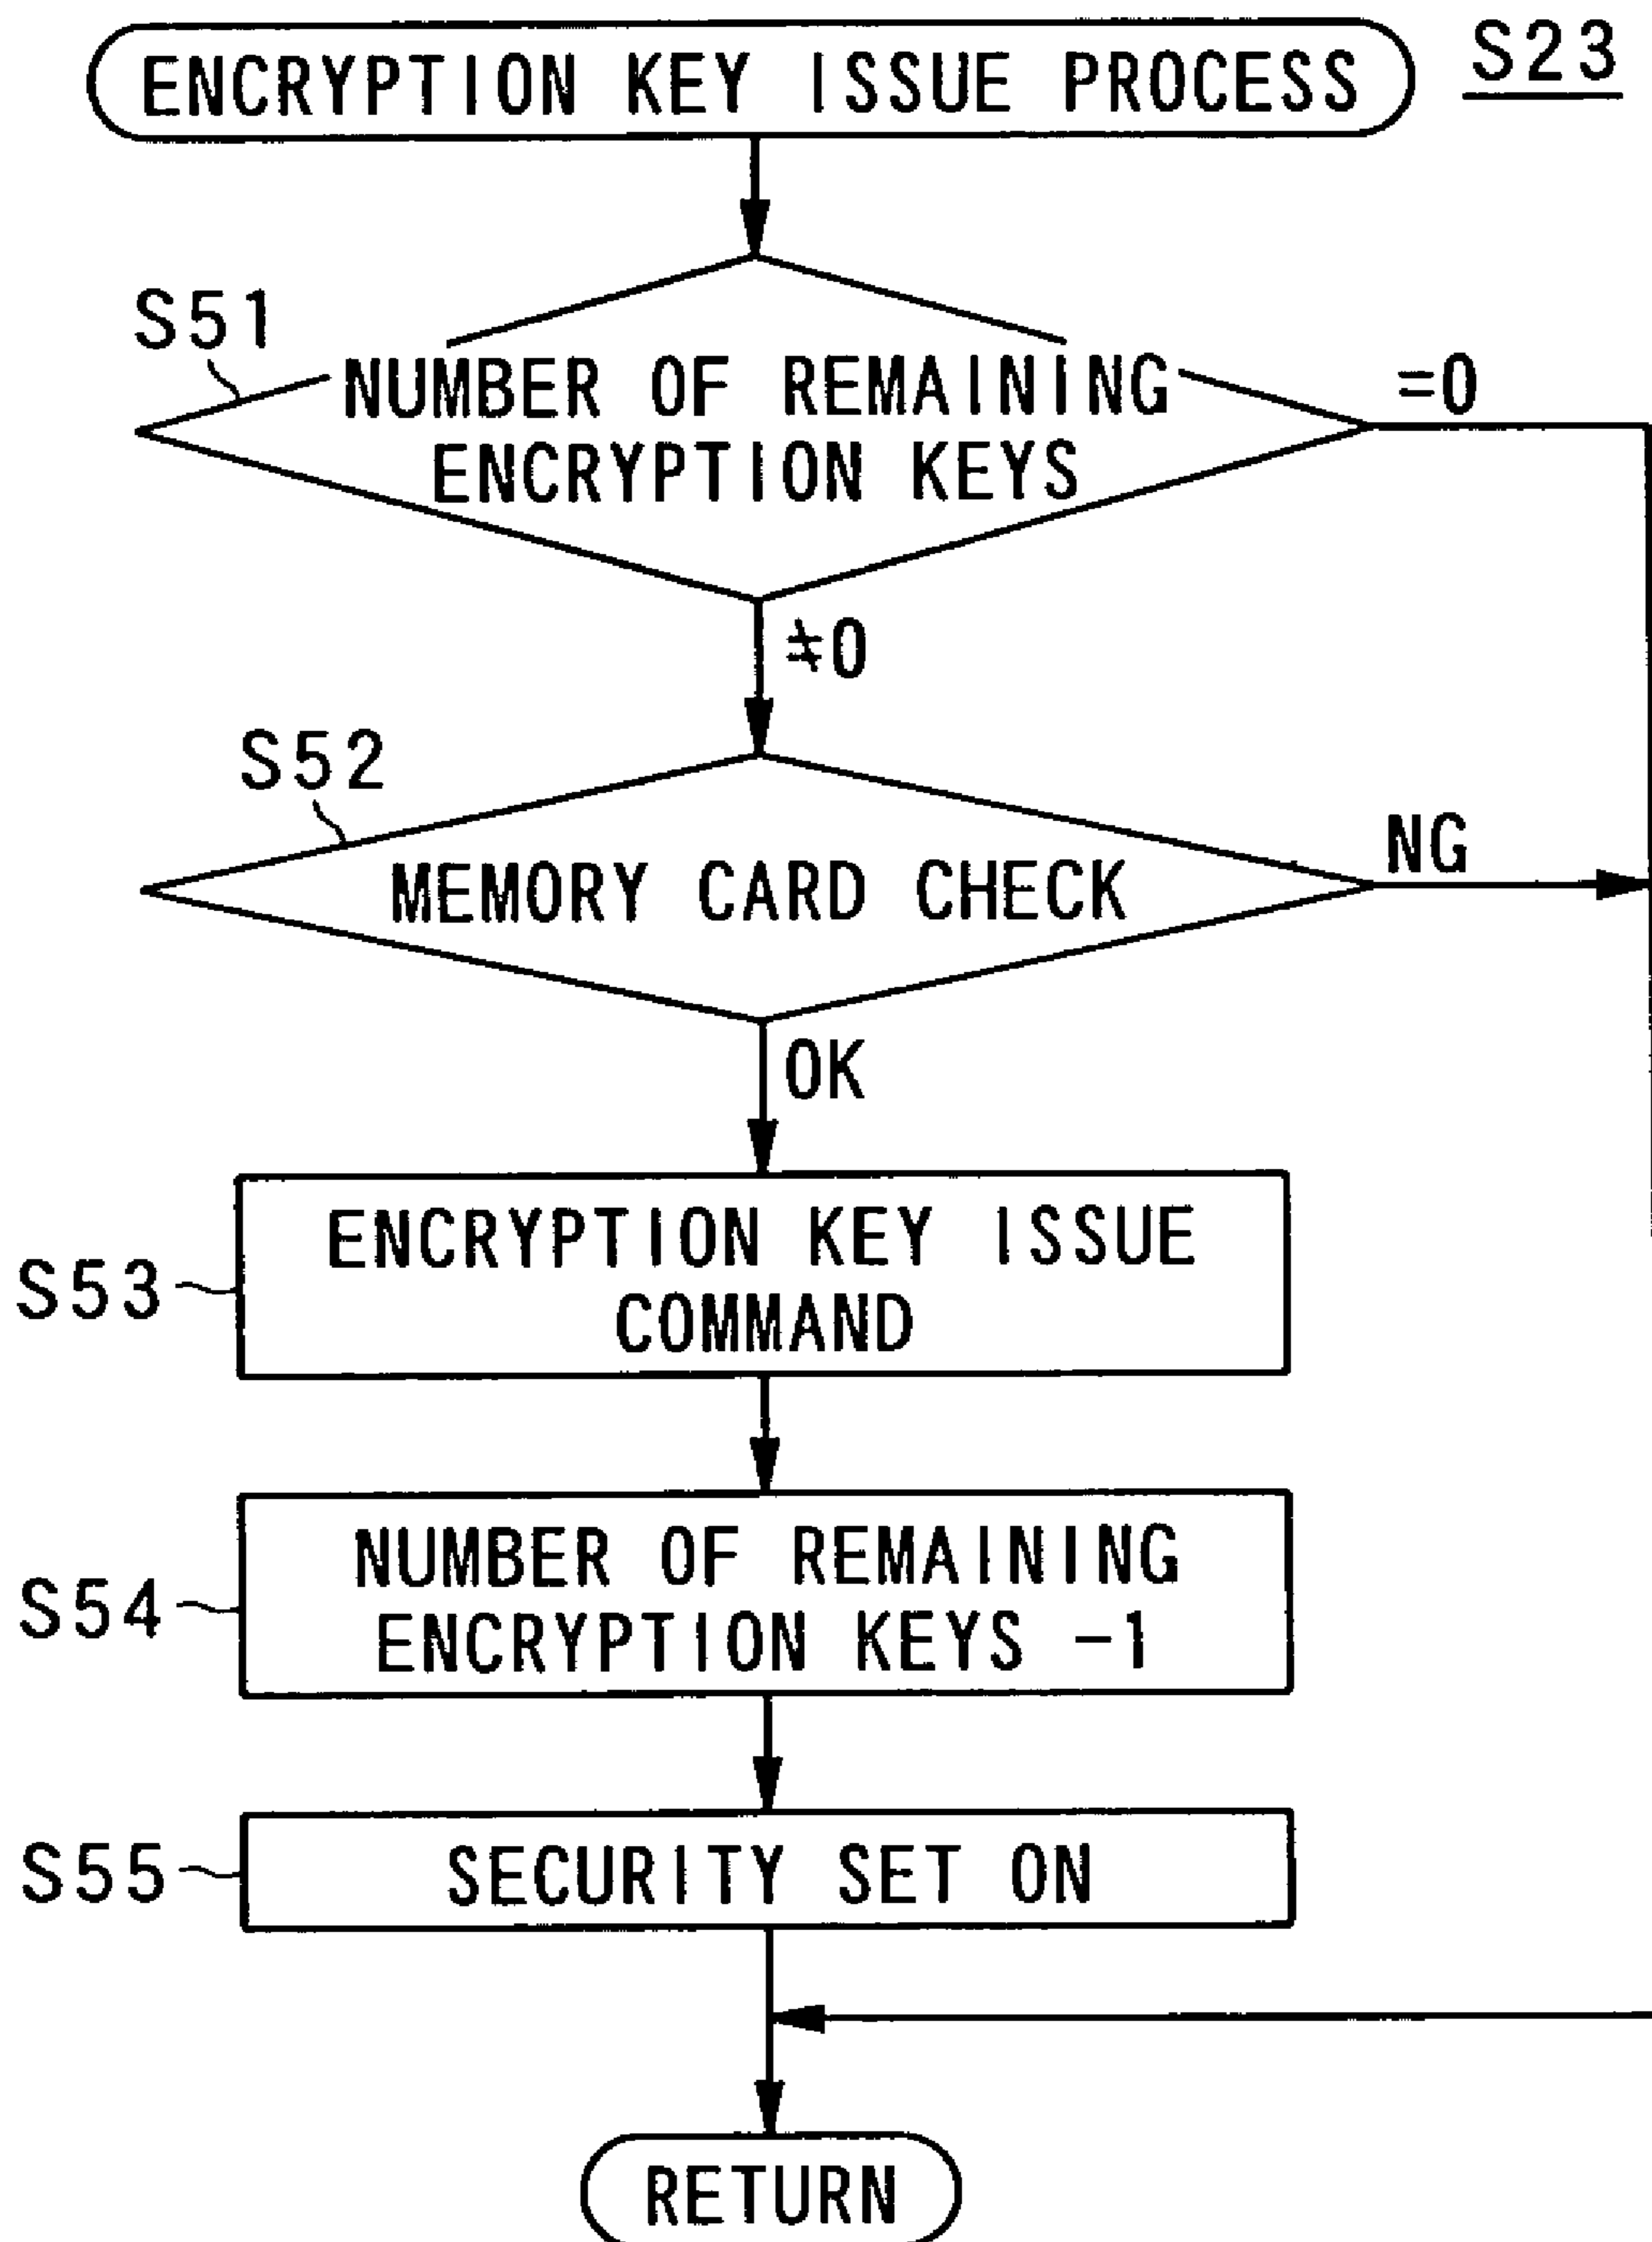 ENCRYPTION KEY ISSUE PROCESS
S23
S51
NUMBER OF REMAINING
ENCRYPTION KEYS
=0
≠0
S52
MEMORY CARD CHECK
NG
OK
S53
ENCRYPTION KEY ISSUE
COMMAND
S54
NUMBER OF REMAINING
ENCRYPTION KEYS -1
S55
SECURITY SET ON
RETURN